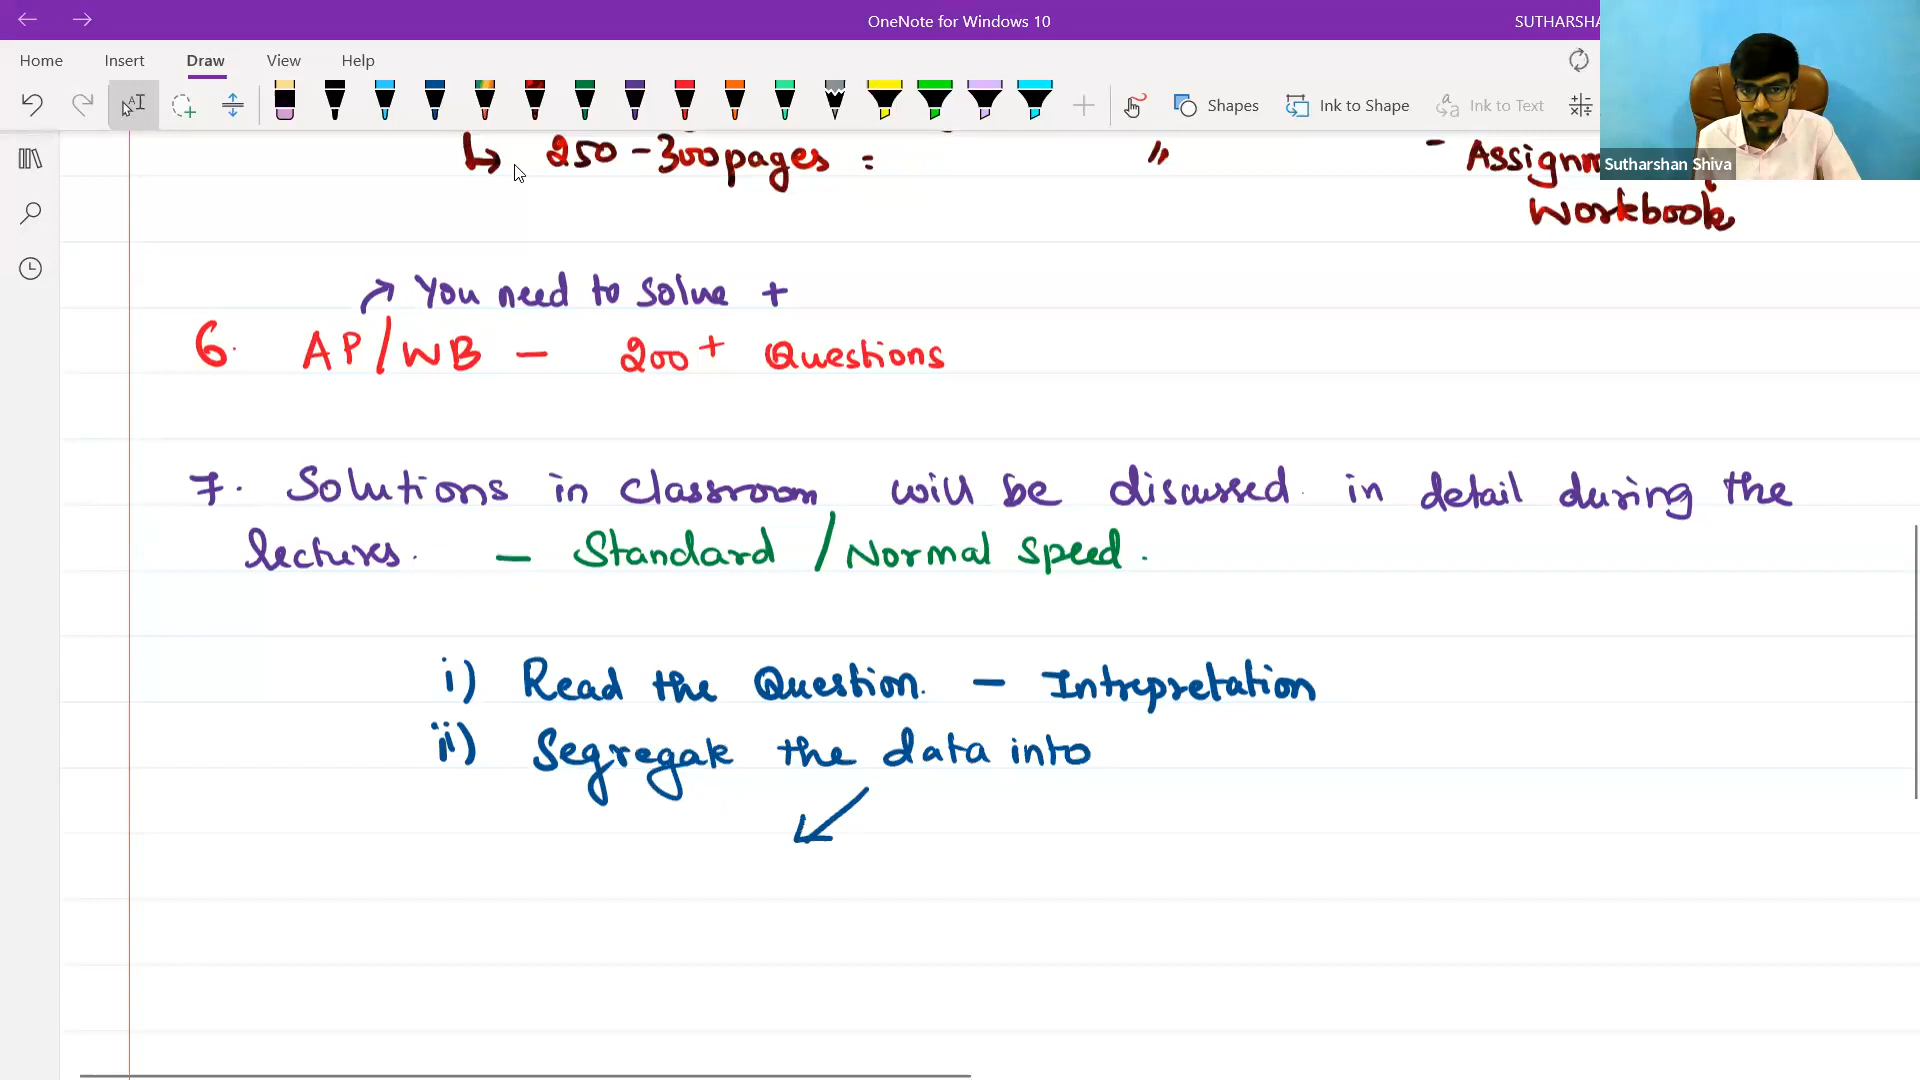 OneNote for Windows 10
SUTHARSHA
Home Insert Draw View Help
Shapes Ink to Shape Ink to Text
Sutharshan Shiva
↳ 250 - 300 pages = " - Assignm
Workbook
↗ You need to solve +
6. AP/WB - 200+ Questions
7. Solutions in classroom will be discussed in detail during the
lectures. - Standard / Normal speed.
i) Read the Question. - Intrepretation
ii) Segregate the data into